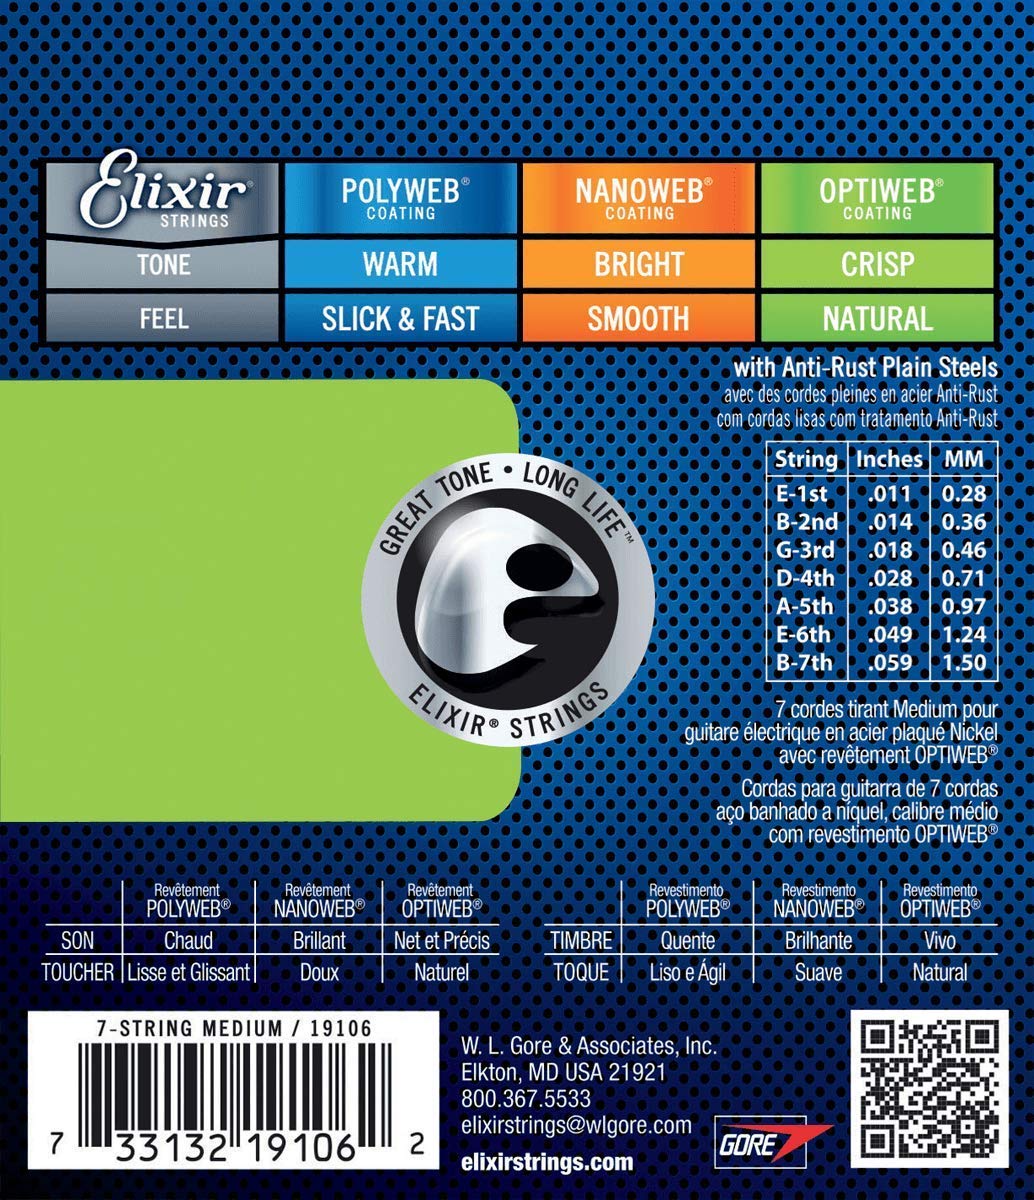 Elixir®
STRINGS
POLYWEB®
COATING
NANOWEB®
COATING
OPTIWEB®
COATING
TONE WARM BRIGHT CRISP
FEEL SLICK & FAST SMOOTH NATURAL
with Anti-Rust Plain Steels
avec des cordes pleines en acier Anti-Rust
com cordas lisas com tratamento Anti-Rust
String Inches MM
E-1st .011 0.28
B-2nd .014 0.36
G-3rd .018 0.46
D-4th .028 0.71
A-5th .038 0.97
E-6th .049 1.24
B-7th .059 1.50
GREAT TONE • LONG LIFE™
ELIXIR® STRINGS
7 cordes tirant Medium pour
guitare électrique en acier plaqué Nickel
avec revêtement OPTIWEB®
Cordas para guitarra de 7 cordas
aço banhado a níquel, calibre médio
com revestimento OPTIWEB®
Revêtement Revêtement Revêtement
POLYWEB® NANOWEB® OPTIWEB®
SON Chaud Brillant Net et Précis
TOUCHER Lisse et Glissant Doux Naturel
Revestimento Revestimento Revestimento
POLYWEB® NANOWEB® OPTIWEB®
TIMBRE Quente Brilhante Vivo
TOQUE Liso e Ágil Suave Natural
7-STRING MEDIUM / 19106
7 33132 19106 2
W. L. Gore & Associates, Inc.
Elkton, MD USA 21921
800.367.5533
elixirstrings@wlgore.com
elixirstrings.com
GORE